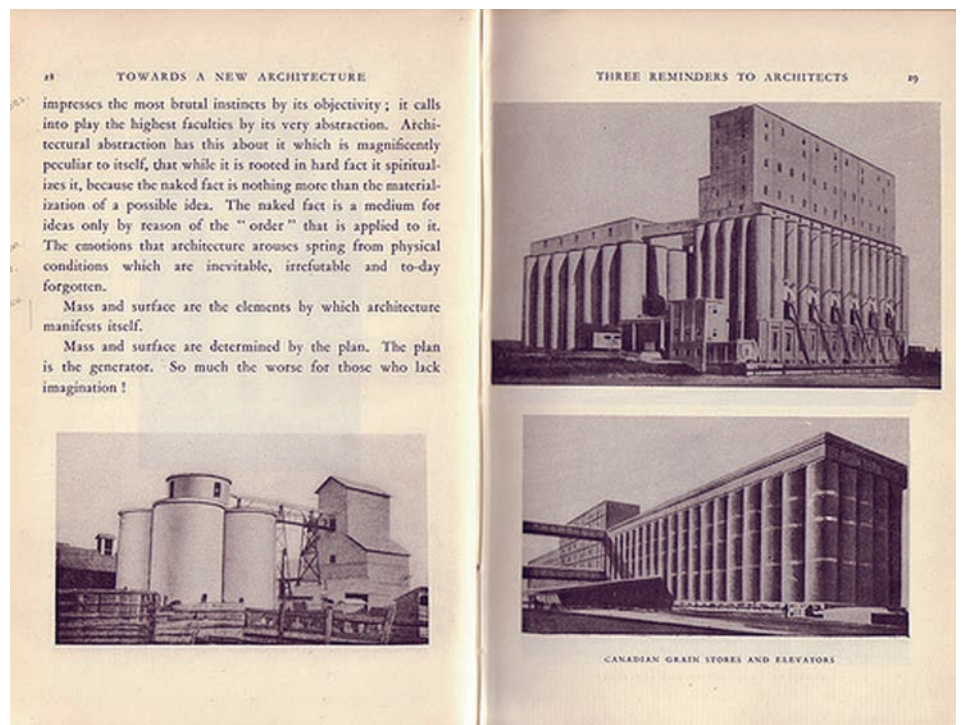 28 TOWARDS A NEW ARCHITECTURE
impresses the most brutal instincts by its objectivity ; it calls
into play the highest faculties by its very abstraction. Archi-
tectural abstraction has this about it which is magnificently
peculiar to itself, that while it is rooted in hard fact it spiritual-
izes it, because the naked fact is nothing more than the material-
ization of a possible idea. The naked fact is a medium for
ideas only by reason of the " order " that is applied to it.
The emotions that architecture arouses spring from physical
conditions which are inevitable, irrefutable and to-day
forgotten.
Mass and surface are the elements by which architecture
manifests itself.
Mass and surface are determined by the plan. The plan
is the generator. So much the worse for those who lack
imagination !
THREE REMINDERS TO ARCHITECTS 29
CANADIAN GRAIN STORES AND ELEVATORS